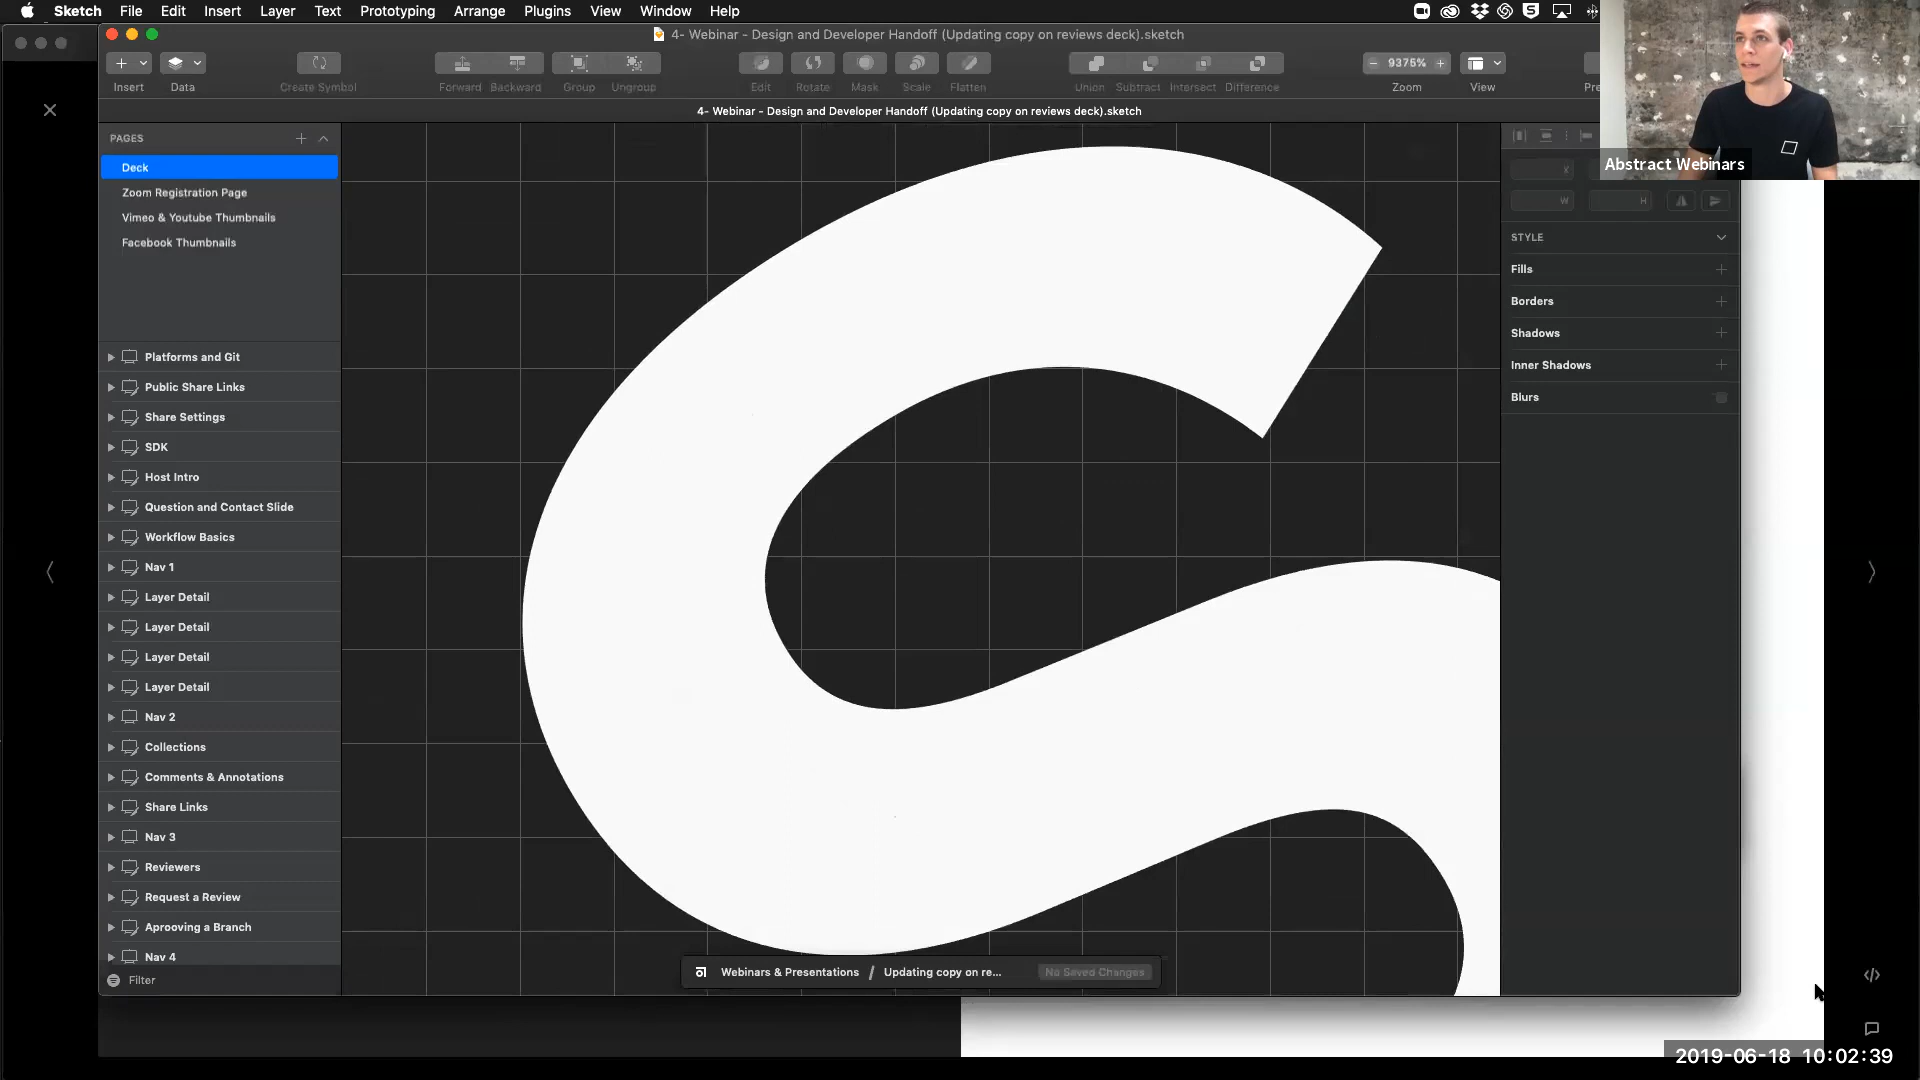 Sketch File Edit Insert Layer Text Prototyping Arrange Plugins View Window Help
4- Webinar - Design and Developer Handoff (Updating copy on reviews deck).sketch
9375%
Insert Data Create Symbol Forward Backward Group Ungroup Edit Rotate Mask Scale Flatten Union Subtract Intersect Difference Zoom View
4- Webinar - Design and Developer Handoff (Updating copy on reviews deck).sketch
Abstract Webinars
PAGES
Deck
Zoom Registration Page
Vimeo & Youtube Thumbnails
Facebook Thumbnails
Platforms and Git
Public Share Links
Share Settings
SDK
Host Intro
Question and Contact Slide
Workflow Basics
Nav 1
Layer Detail
Layer Detail
Layer Detail
Layer Detail
Nav 2
Collections
Comments & Annotations
Share Links
Nav 3
Reviewers
Request a Review
Aprooving a Branch
Nav 4
Filter
X
W H
STYLE
Fills
Borders
Shadows
Inner Shadows
Blurs
Webinars & Presentations / Updating copy on re... No Saved Changes
2019-06-18 10:02:39